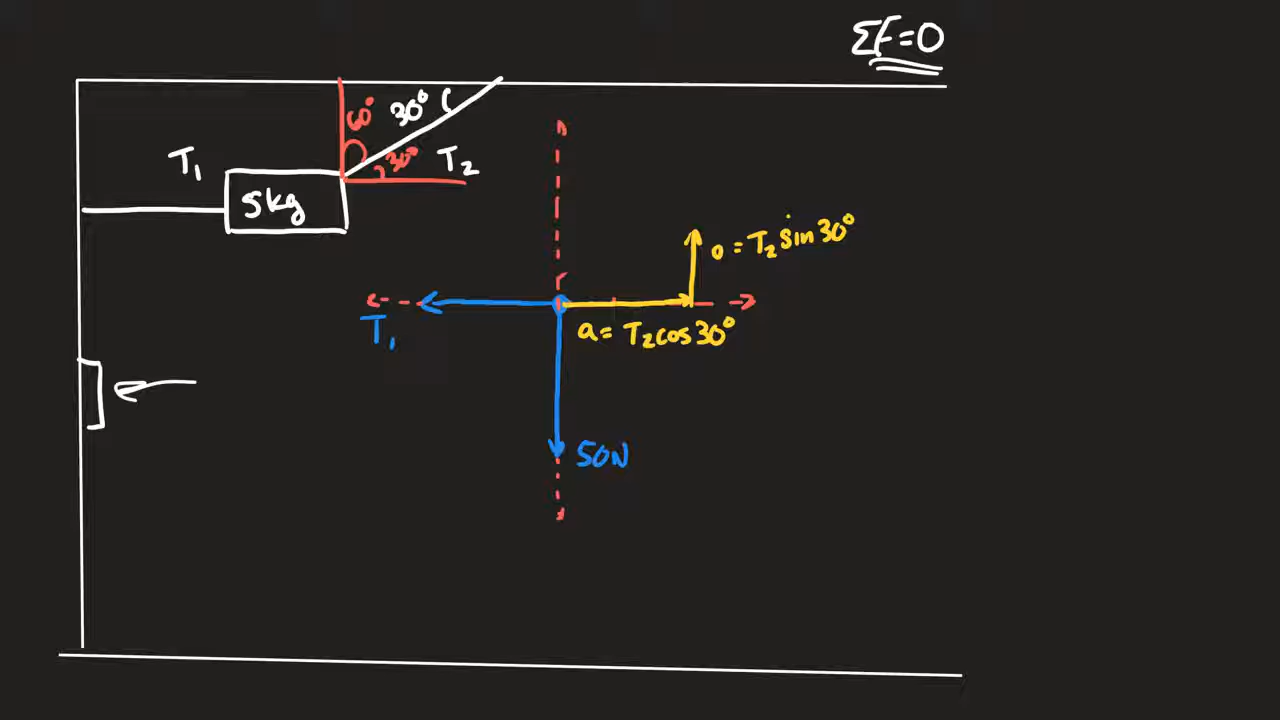 ΣF=0
60°
30°
T₁
30°
T₂
5kg
o = T₂ sin 30°
T₁
a = T₂ cos 30°
50N